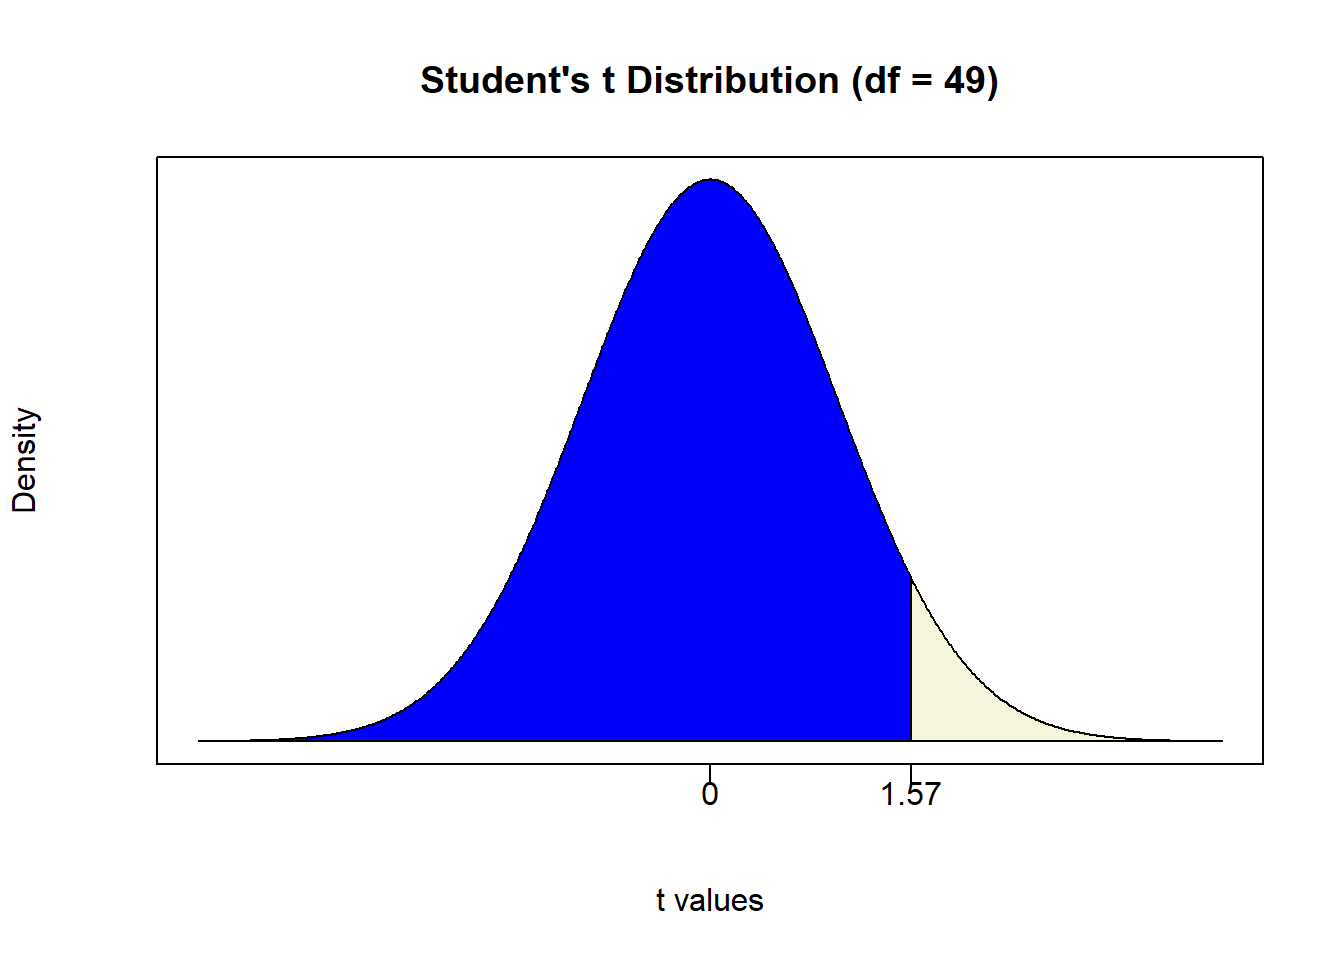 Student's t Distribution (df = 49)
Density
0
1.57
t values